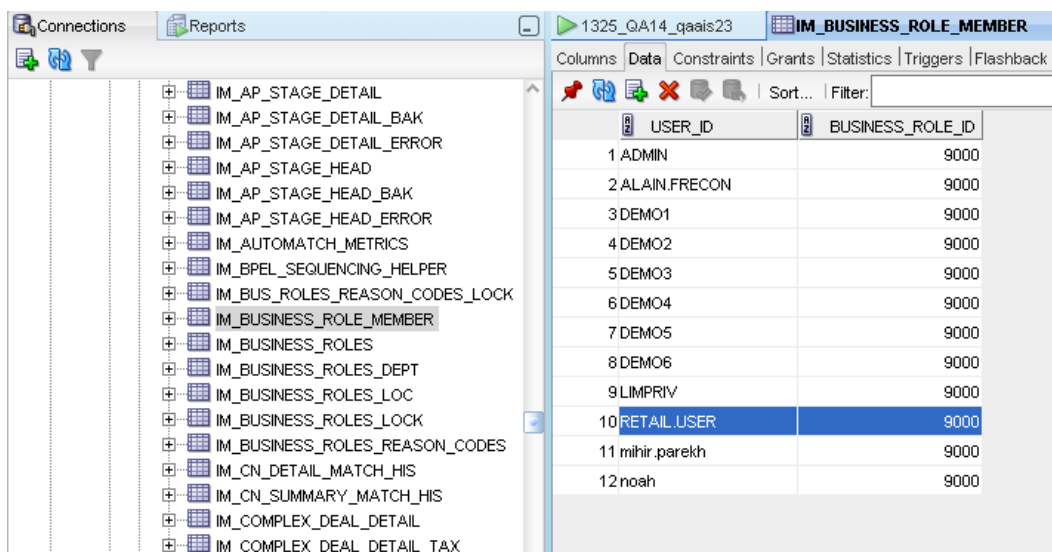 Connections Reports
IM_AP_STAGE_DETAIL
IM_AP_STAGE_DETAIL_BAK
IM_AP_STAGE_DETAIL_ERROR
IM_AP_STAGE_HEAD
IM_AP_STAGE_HEAD_BAK
IM_AP_STAGE_HEAD_ERROR
IM_AUTOMATCH_METRICS
IM_BPEL_SEQUENCING_HELPER
IM_BUS_ROLES_REASON_CODES_LOCK
IM_BUSINESS_ROLE_MEMBER
IM_BUSINESS_ROLES
IM_BUSINESS_ROLES_DEPT
IM_BUSINESS_ROLES_LOC
IM_BUSINESS_ROLES_LOCK
IM_BUSINESS_ROLES_REASON_CODES
IM_CN_DETAIL_MATCH_HIS
IM_CN_SUMMARY_MATCH_HIS
IM_COMPLEX_DEAL_DETAIL
IM_COMPLEX_DEAL_DETAIL_TAX
1325_QA14_qaais23 IM_BUSINESS_ROLE_MEMBER
Columns Data Constraints Grants Statistics Triggers Flashback
Sort... Filter:
USER_ID BUSINESS_ROLE_ID
1 ADMIN 9000
2 ALAIN.FRECON 9000
3 DEMO1 9000
4 DEMO2 9000
5 DEMO3 9000
6 DEMO4 9000
7 DEMO5 9000
8 DEMO6 9000
9 LIMPRIV 9000
10 RETAIL.USER 9000
11 mihir.parekh 9000
12 noah 9000